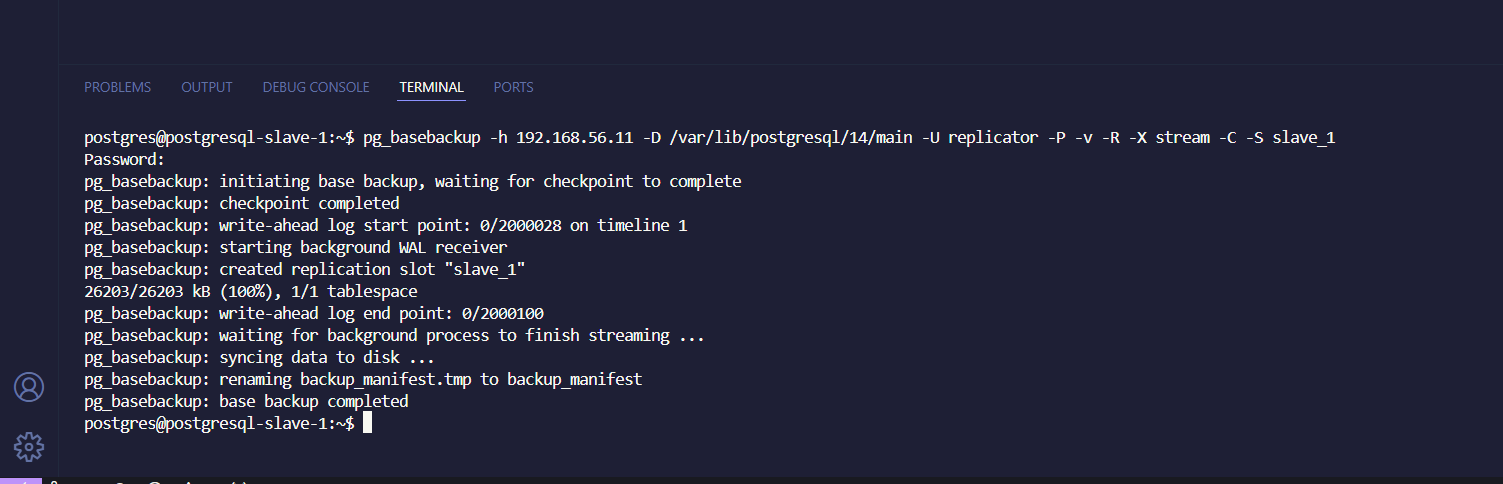 PROBLEMS OUTPUT DEBUG CONSOLE TERMINAL PORTS
postgres@postgresql-slave-1:~$ pg_basebackup -h 192.168.56.11 -D /var/lib/postgresql/14/main -U replicator -P -v -R -X stream -C -S slave_1
Password:
pg_basebackup: initiating base backup, waiting for checkpoint to complete
pg_basebackup: checkpoint completed
pg_basebackup: write-ahead log start point: 0/2000028 on timeline 1
pg_basebackup: starting background WAL receiver
pg_basebackup: created replication slot "slave_1"
26203/26203 kB (100%), 1/1 tablespace
pg_basebackup: write-ahead log end point: 0/2000100
pg_basebackup: waiting for background process to finish streaming ...
pg_basebackup: syncing data to disk ...
pg_basebackup: renaming backup_manifest.tmp to backup_manifest
pg_basebackup: base backup completed
postgres@postgresql-slave-1:~$